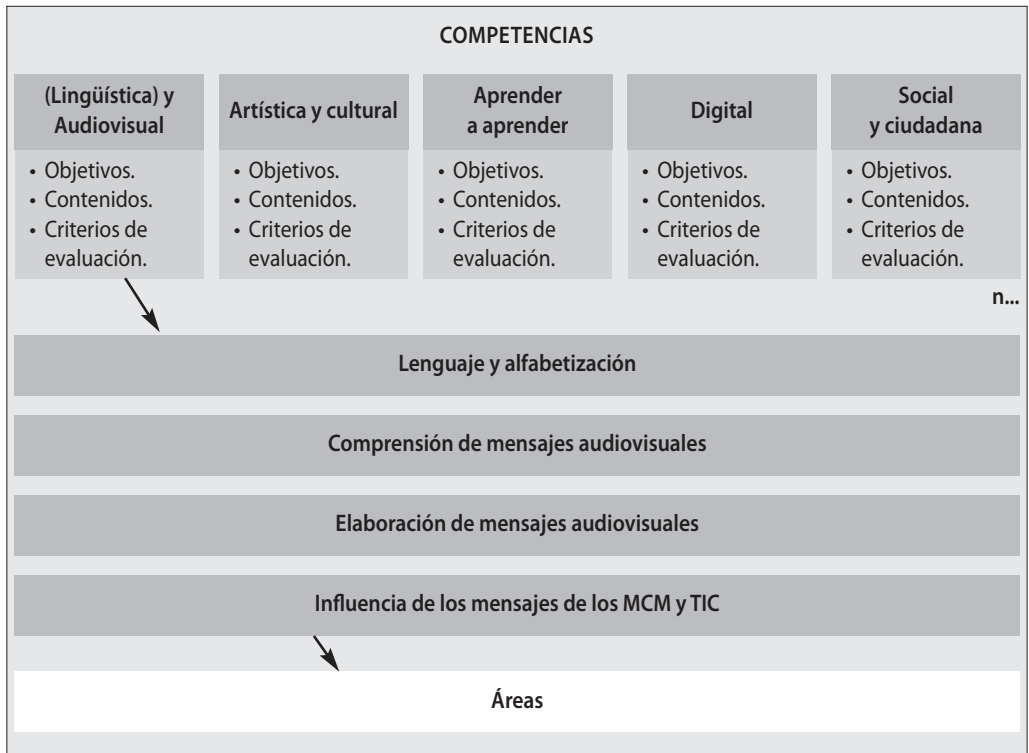 COMPETENCIAS
(Lingüística) y
Audiovisual
• Objetivos.
• Contenidos.
• Criterios de
evaluación.
Artística y cultural
• Objetivos.
• Contenidos.
• Criterios de
evaluación.
Aprender
a aprender
• Objetivos.
• Contenidos.
• Criterios de
evaluación.
Digital
• Objetivos.
• Contenidos.
• Criterios de
evaluación.
Social
y ciudadana
• Objetivos.
• Contenidos.
• Criterios de
evaluación.
n...
Lenguaje y alfabetización
Comprensión de mensajes audiovisuales
Elaboración de mensajes audiovisuales
Influencia de los mensajes de los MCM y TIC
Áreas